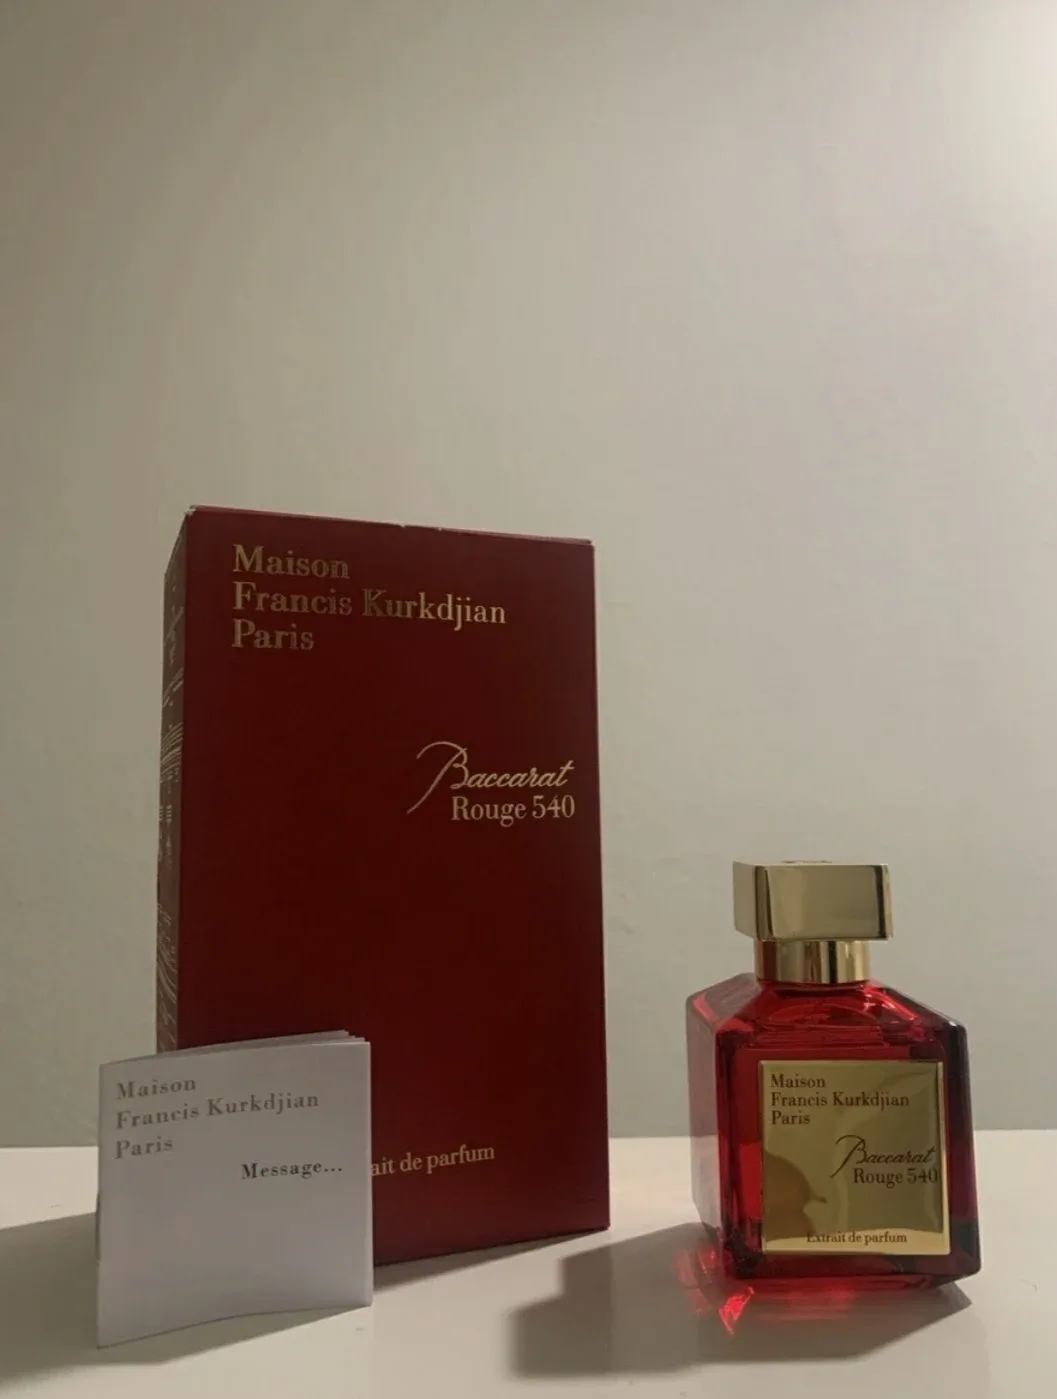 Maison
Francis Kurkdjian
Paris
Baccarat
Rouge 540
ait de parfum
Maison
Francis Kurkdjian
Paris
Message...
Maison
Francis Kurkdjian
Paris
Baccarat
Rouge 540
Extrait de parfum